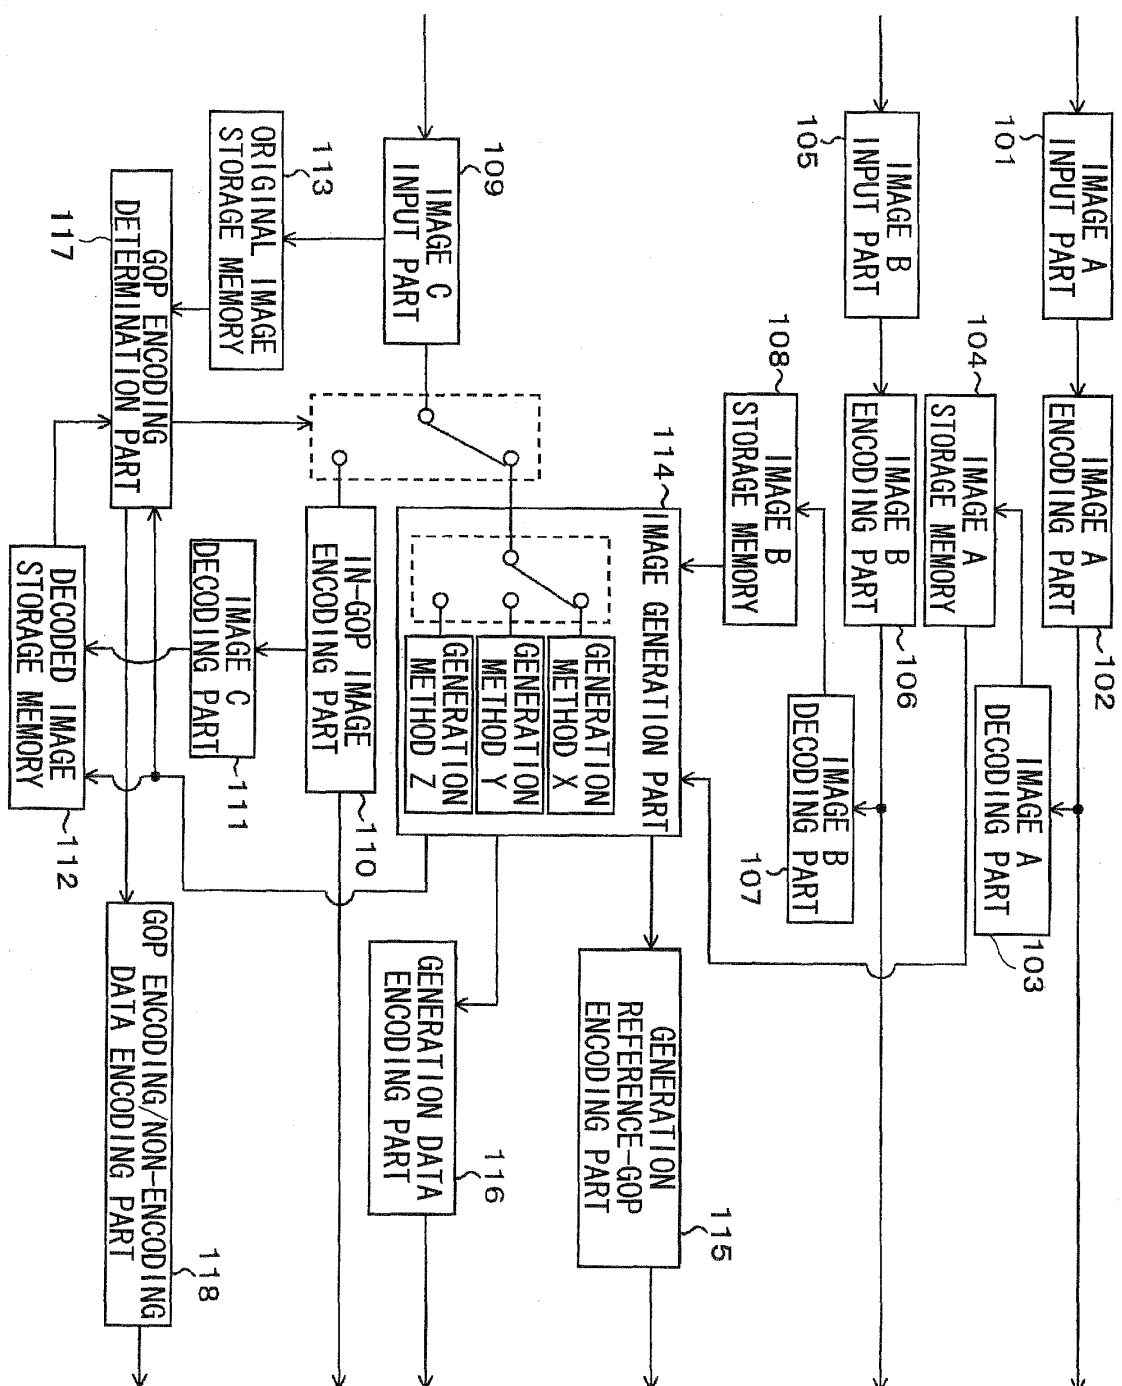 101
IMAGE A
INPUT PART
IMAGE A
ENCODING PART
102
IMAGE A
DECODING PART
103
104
IMAGE A
STORAGE MEMORY
105
IMAGE B
INPUT PART
IMAGE B
ENCODING PART
106
IMAGE B
DECODING PART
107
108
IMAGE B
STORAGE MEMORY
114
IMAGE GENERATION PART
GENERATION
METHOD X
GENERATION
METHOD Y
GENERATION
METHOD Z
GENERATION
REFERENCE-GOP
ENCODING PART
115
GENERATION DATA
ENCODING PART
116
109
IMAGE C
INPUT PART
IN-GOP IMAGE
ENCODING PART
110
113
ORIGINAL IMAGE
STORAGE MEMORY
IMAGE C
DECODING PART
111
117
GOP ENCODING
DETERMINATION PART
DECODED IMAGE
STORAGE MEMORY
112
GOP ENCODING/NON-ENCODING
DATA ENCODING PART
118